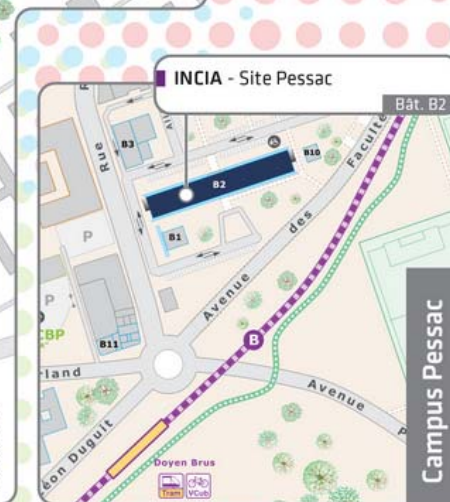 INCIA - Site Pessac
Bât. B2
Rue
B3
B2
B10
Faculté
des
Avenue
B1
P
P
CBP
B11
B
land
Avenue
P
éon Duguit
Doyen Brus
Tram
VCub
Campus Pessac